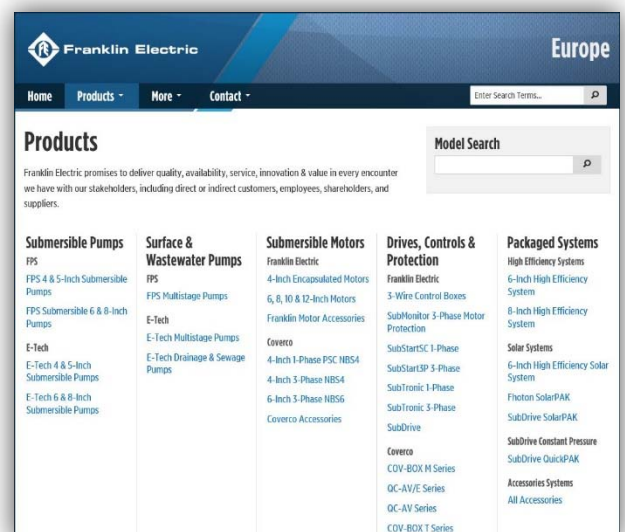 Franklin Electric
Europe
Home Products More Contact
Enter Search Terms...
Products
Franklin Electric promises to deliver quality, availability, service, innovation & value in every encounter
we have with our stakeholders, including direct or indirect customers, employees, shareholders, and
suppliers.
Model Search
Submersible Pumps
FPS
FPS 4 & 5-Inch Submersible
Pumps
FPS Submersible 6 & 8-Inch
Pumps
E-Tech
E-Tech 4 & 5-Inch
Submersible Pumps
E-Tech 6 & 8-Inch
Submersible Pumps
Surface &
Wastewater Pumps
FPS
FPS Multistage Pumps
E-Tech
E-Tech Multistage Pumps
E-Tech Drainage & Sewage
Pumps
Submersible Motors
Franklin Electric
4-Inch Encapsulated Motors
6, 8, 10 & 12-Inch Motors
Franklin Motor Accessories
Coverco
4-Inch 1-Phase PSC NBS4
4-Inch 3-Phase NBS4
6-Inch 3-Phase NBS6
Coverco Accessories
Drives, Controls &
Protection
Franklin Electric
3-Wire Control Boxes
SubMonitor 3-Phase Motor
Protection
SubStartSC 1-Phase
SubStart3P 3-Phase
SubTronic 1-Phase
SubTronic 3-Phase
SubDrive
Coverco
COV-BOX M Series
QC-AV/E Series
QC-AV Series
COV-BOX T Series
Packaged Systems
High Efficiency Systems
6-Inch High Efficiency
System
8-Inch High Efficiency
System
Solar Systems
6-Inch High Efficiency Solar
System
Fhoton SolarPAK
SubDrive SolarPAK
SubDrive Constant Pressure
SubDrive QuickPAK
Accessories Systems
All Accessories